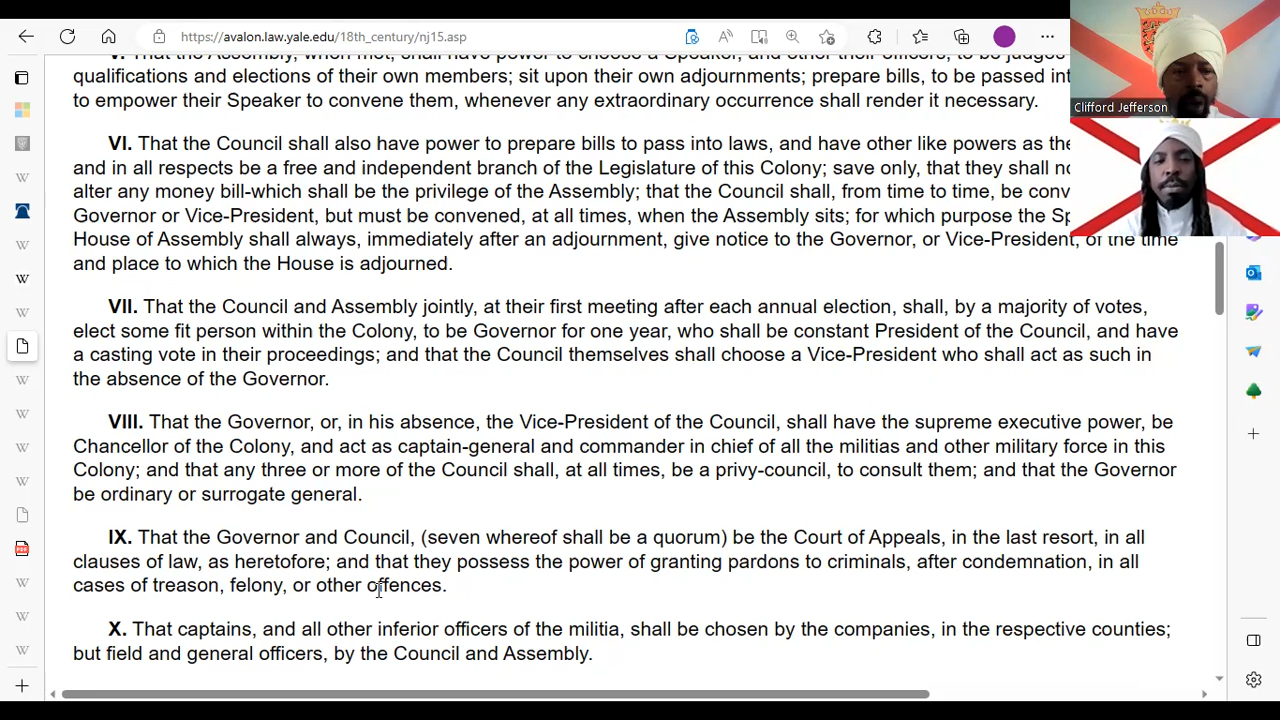 https://avalon.law.yale.edu/18th_century/nj15.asp
V. That the Assembly, when met, shall have power to choose a Speaker, and other their officers; to be judges
qualifications and elections of their own members; sit upon their own adjournments; prepare bills, to be passed
to empower their Speaker to convene them, whenever any extraordinary occurrence shall render it necessary.
VI. That the Council shall also have power to prepare bills to pass into laws, and have other like powers as
and in all respects be a free and independent branch of the Legislature of this Colony; save only, that they shall
alter any money bill-which shall be the privilege of the Assembly; that the Council shall, from time to time, be
Governor or Vice-President, but must be convened, at all times, when the Assembly sits; for which purpose the
House of Assembly shall always, immediately after an adjournment, give notice to the Governor, or Vice-President, of the time
and place to which the House is adjourned.
VII. That the Council and Assembly jointly, at their first meeting after each annual election, shall, by a majority of votes,
elect some fit person within the Colony, to be Governor for one year, who shall be constant President of the Council, and have
a casting vote in their proceedings; and that the Council themselves shall choose a Vice-President who shall act as such in
the absence of the Governor.
VIII. That the Governor, or, in his absence, the Vice-President of the Council, shall have the supreme executive power, be
Chancellor of the Colony, and act as captain-general and commander in chief of all the militias and other military force in this
Colony; and that any three or more of the Council shall, at all times, be a privy-council, to consult them; and that the Governor
be ordinary or surrogate general.
IX. That the Governor and Council, (seven whereof shall be a quorum) be the Court of Appeals, in the last resort, in all
clauses of law, as heretofore; and that they possess the power of granting pardons to criminals, after condemnation, in all
cases of treason, felony, or other offences.
X. That captains, and all other inferior officers of the militia, shall be chosen by the companies, in the respective counties;
but field and general officers, by the Council and Assembly.
Clifford Jefferson